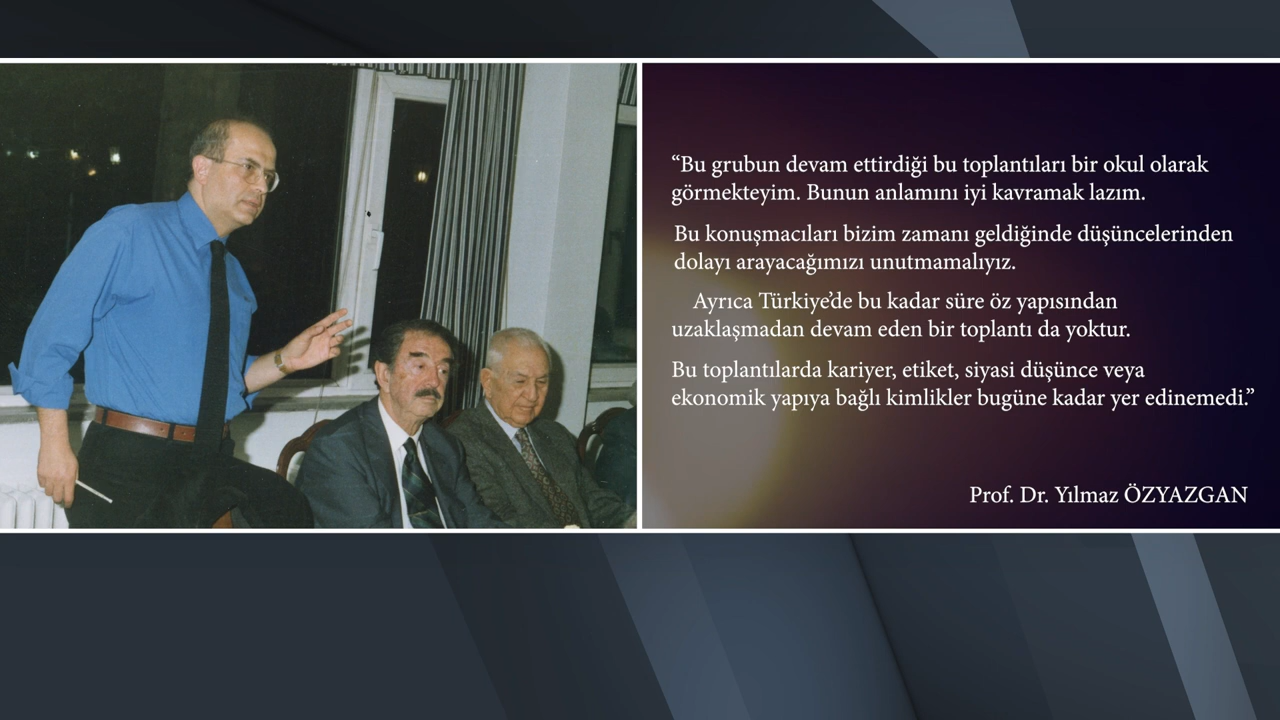 “Bu grubun devam ettirdiği bu toplantıları bir okul olarak
görmekteyim. Bunun anlamını iyi kavramak lazım.
Bu konuşmacıları bizim zamanı geldiğinde düşüncelerinden
dolayı arayacağımızı unutmamalıyız.
Ayrıca Türkiye’de bu kadar süre öz yapısından
uzaklaşmadan devam eden bir toplantı da yoktur.
Bu toplantılarda kariyer, etiket, siyasi düşünce veya
ekonomik yapıya bağlı kimlikler bugüne kadar yer edinemedi.”
Prof. Dr. Yılmaz ÖZYAZGAN